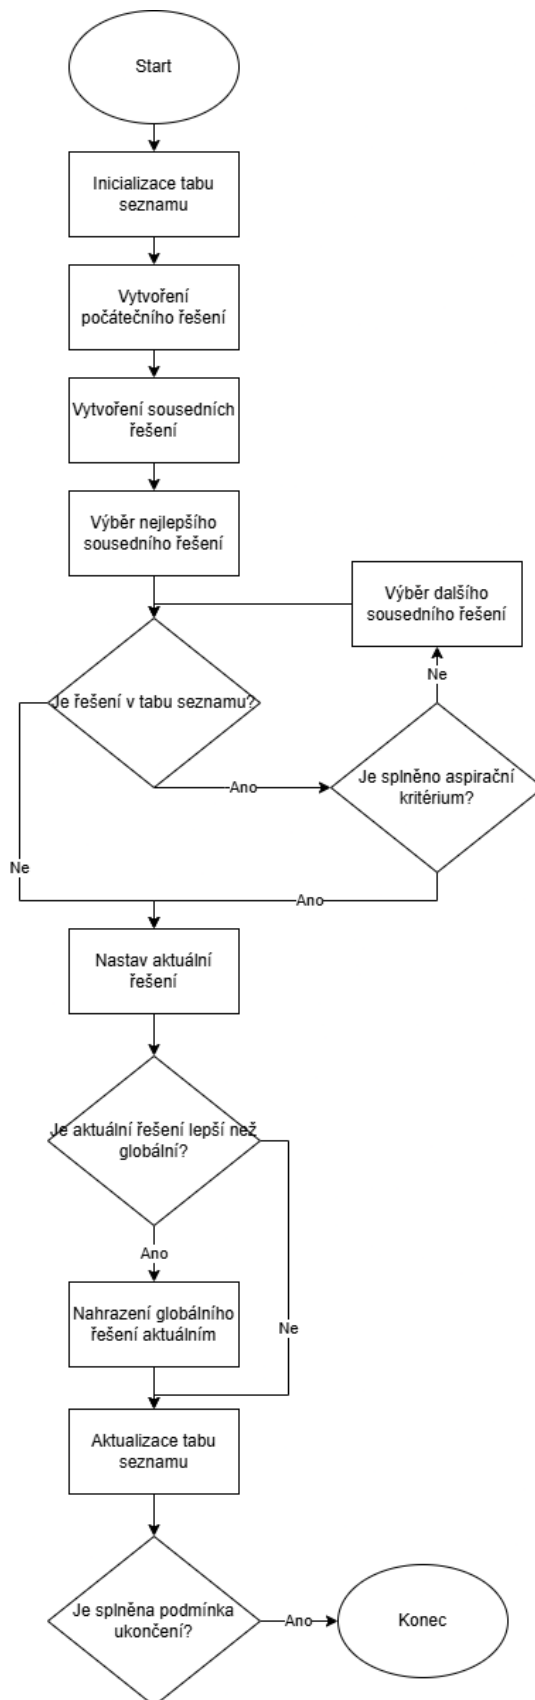 Start
Inicializace tabu
seznamu
Vytvoření
počátečního řešení
Vytvoření sousedních
řešení
Výběr nejlepšího
sousedního řešení
Výběr dalšího
sousedního řešení
Ne
Je řešení v tabu seznamu?
Je splněno aspirační
kritérium?
Ano
Ne
Ano
Nastav aktuální
řešení
Je aktuální řešení lepší než
globální?
Ano
Nahrazení globálního
řešení aktuálním
Ne
Aktualizace tabu
seznamu
Je splněna podmínka
ukončení?
Ano
Konec